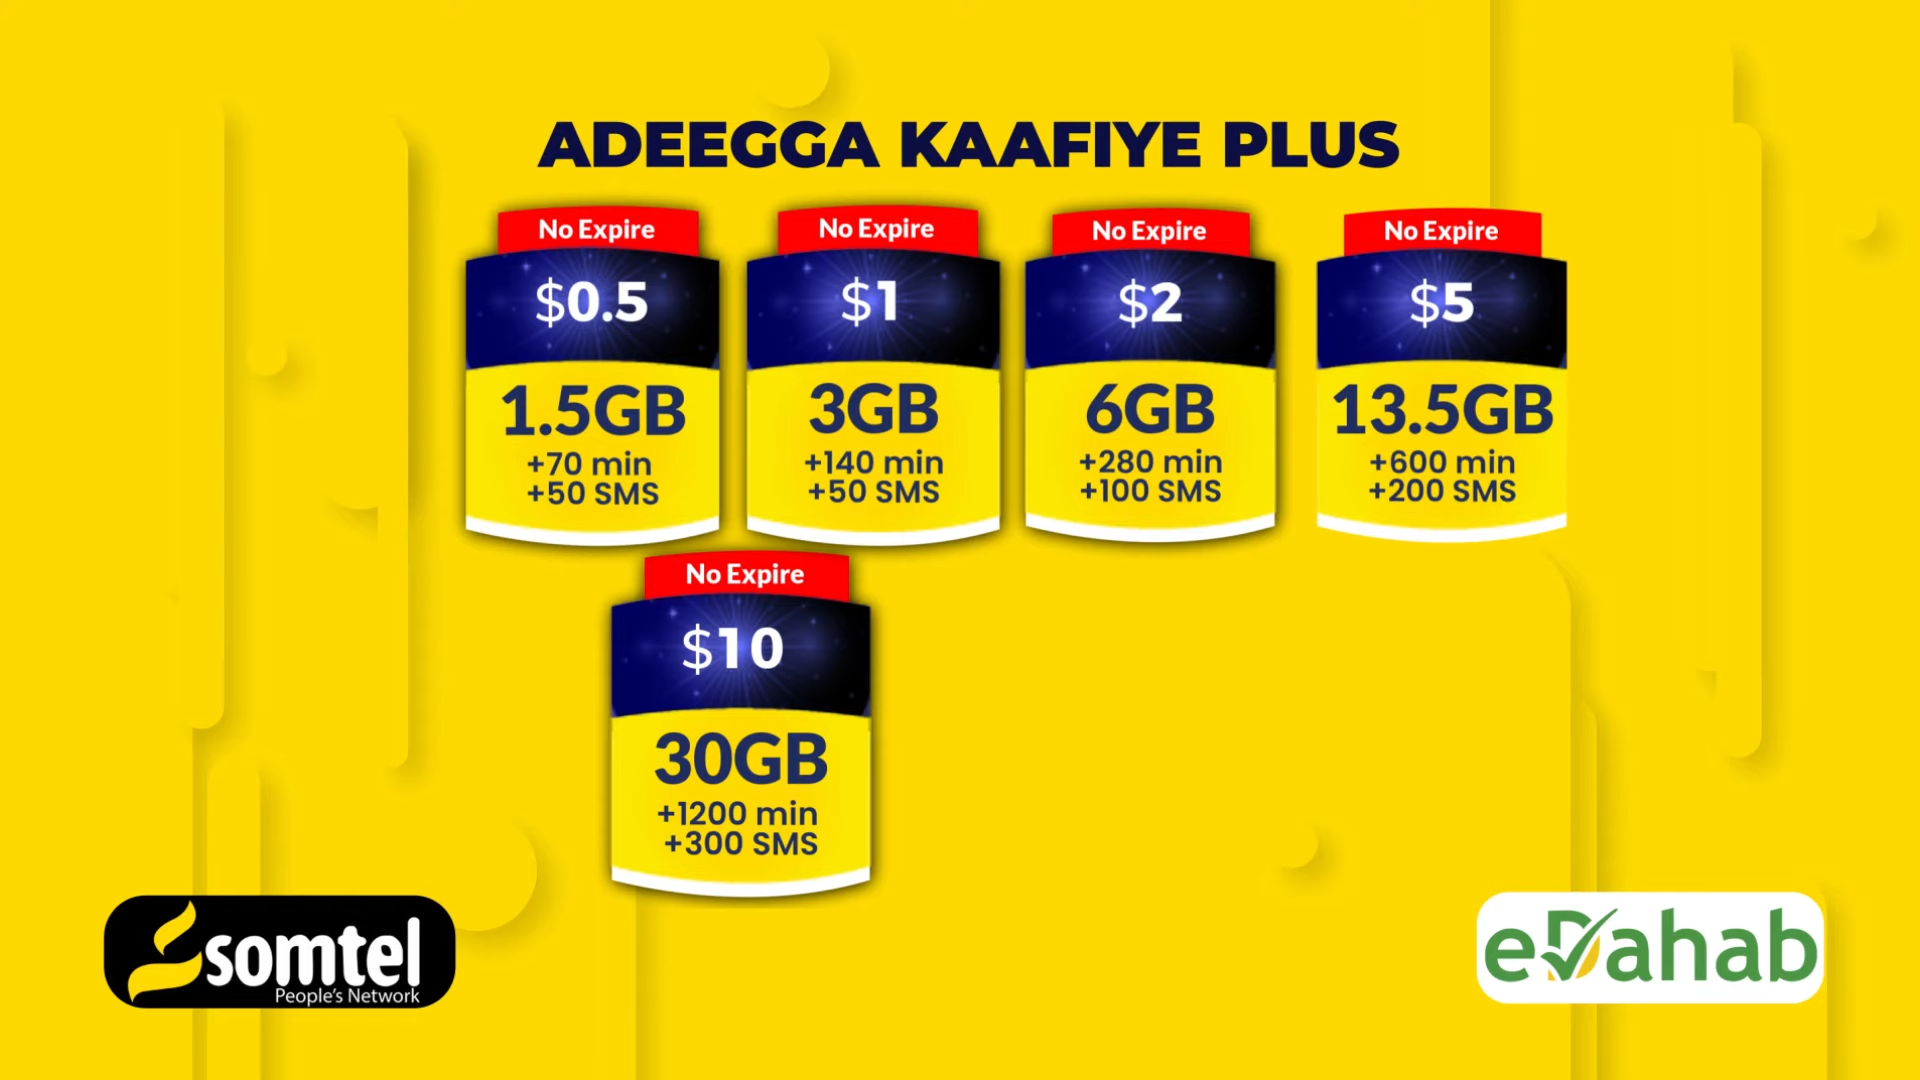 ADEEGGA KAAFIYE PLUS
No Expire
$0.5
1.5GB
+70 min
+50 SMS
No Expire
$1
3GB
+140 min
+50 SMS
No Expire
$2
6GB
+280 min
+100 SMS
No Expire
$5
13.5GB
+600 min
+200 SMS
No Expire
$10
30GB
+1200 min
+300 SMS
somtel
People's Network
eDahab